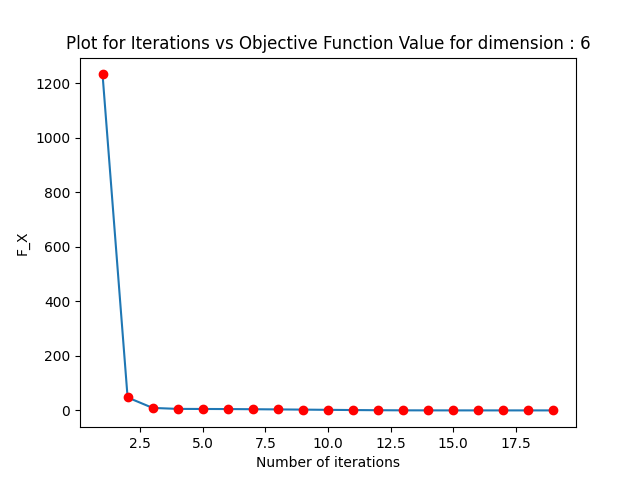 Plot for Iterations vs Objective Function Value for dimension : 6
1200
1000
800
600
400
200
0
F_X
2.5 5.0 7.5 10.0 12.5 15.0 17.5
Number of iterations